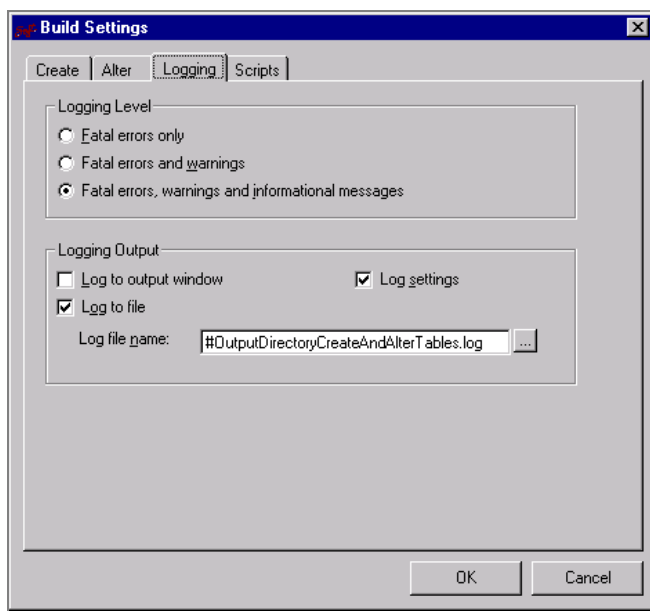 Build Settings
Create Alter Logging Scripts
Logging Level
Fatal errors only
Fatal errors and warnings
Fatal errors, warnings and informational messages
Logging Output
Log to output window Log settings
Log to file
Log file name: #OutputDirectoryCreateAndAlterTables.log ...
OK Cancel